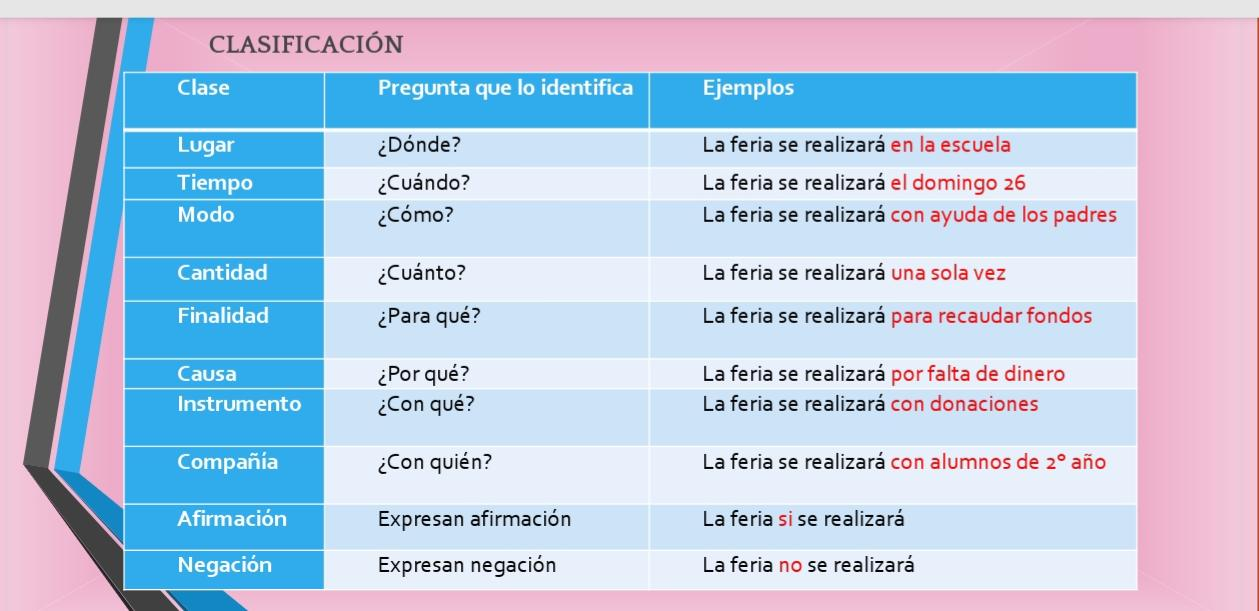 CLASIFICACIÓN
Clase Pregunta que lo identifica Ejemplos
Lugar ¿Dónde? La feria se realizará en la escuela
Tiempo ¿Cuándo? La feria se realizará el domingo 26
Modo ¿Cómo? La feria se realizará con ayuda de los padres
Cantidad ¿Cuánto? La feria se realizará una sola vez
Finalidad ¿Para qué? La feria se realizará para recaudar fondos
Causa ¿Por qué? La feria se realizará por falta de dinero
Instrumento ¿Con qué? La feria se realizará con donaciones
Compañía ¿Con quién? La feria se realizará con alumnos de 2° año
Afirmación Expresan afirmación La feria si se realizará
Negación Expresan negación La feria no se realizará